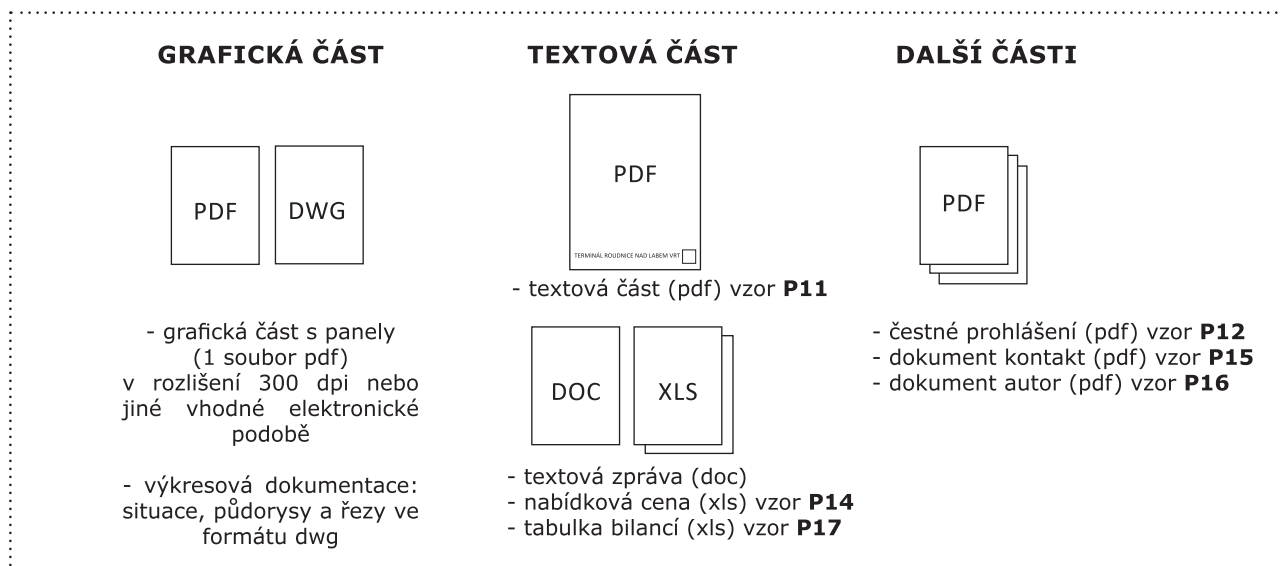 GRAFICKÁ ČÁST
PDF
DWG
- grafická část s panely
(1 soubor pdf)
v rozlišení 300 dpi nebo
jiné vhodné elektronické
podobě
- výkresová dokumentace:
situace, půdorysy a řezy ve
formátu dwg
TEXTOVÁ ČÁST
PDF
TERMINÁL ROUDNICE NAD LABEM VRT
- textová část (pdf) vzor P11
DOC
XLS
- textová zpráva (doc)
- nabídková cena (xls) vzor P14
- tabulka bilancí (xls) vzor P17
DALŠÍ ČÁSTI
PDF
- čestné prohlášení (pdf) vzor P12
- dokument kontakt (pdf) vzor P15
- dokument autor (pdf) vzor P16